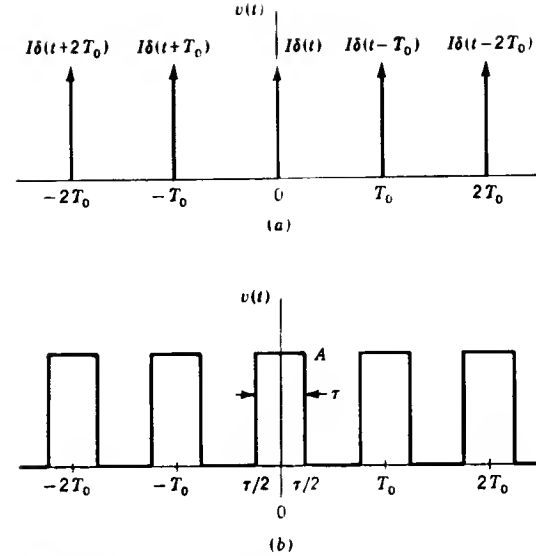 v(t)
Iδ(t+2T₀) Iδ(t+T₀) Iδ(t) Iδ(t−T₀) Iδ(t−2T₀)
−2T₀ −T₀ 0 T₀ 2T₀
(a)
v(t)
A
τ
−2T₀ −T₀ τ/2 τ/2 T₀ 2T₀
0
(b)